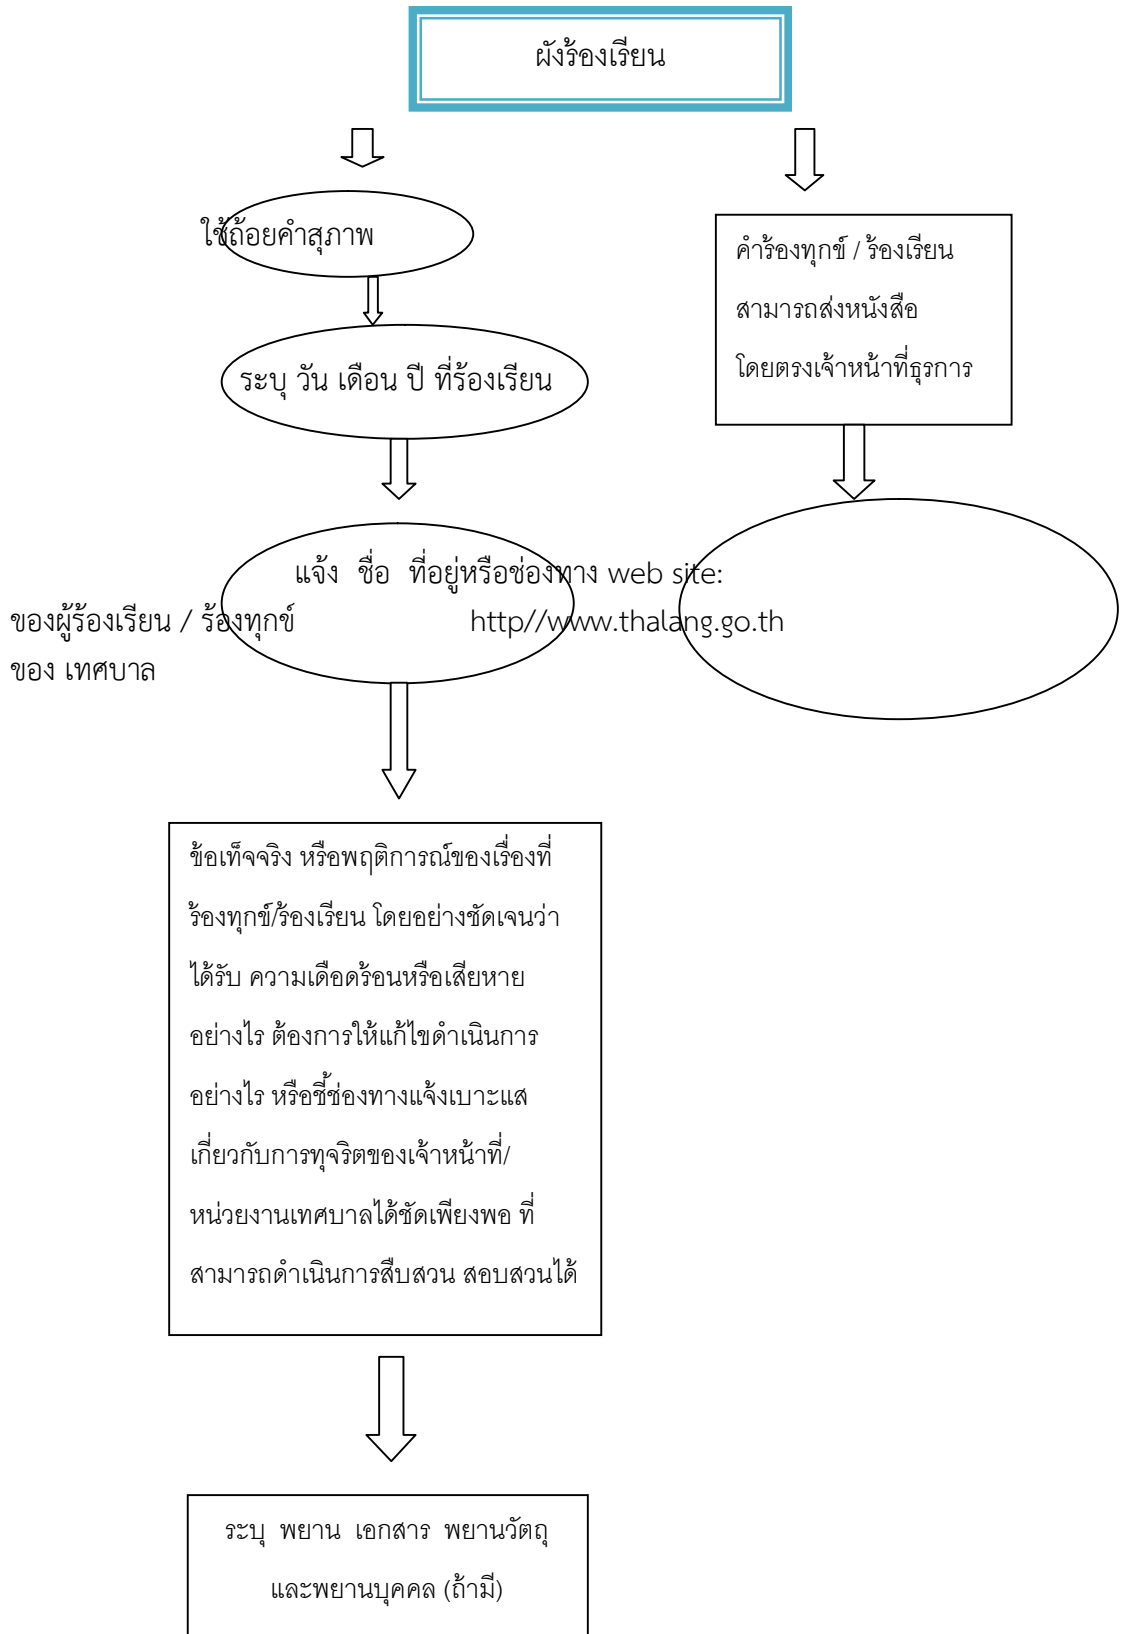 ผังร้องเรียน
ใช้ถ้อยคำสุภาพ
ระบุ วัน เดือน ปี ที่ร้องเรียน
แจ้ง ชื่อ ที่อยู่หรือช่องทาง web site:
ของผู้ร้องเรียน / ร้องทุกข์ http//www.thalang.go.th
ของ เทศบาล
ข้อเท็จจริง หรือพฤติการณ์ของเรื่องที่
ร้องทุกข์/ร้องเรียน โดยอย่างชัดเจนว่า
ได้รับ ความเดือดร้อนหรือเสียหาย
อย่างไร ต้องการให้แก้ไขดำเนินการ
อย่างไร หรือชี้ช่องทางแจ้งเบาะแส
เกี่ยวกับการทุจริตของเจ้าหน้าที่/
หน่วยงานเทศบาลได้ชัดเพียงพอ ที่
สามารถดำเนินการสืบสวน สอบสวนได้
ระบุ พยาน เอกสาร พยานวัตถุ
และพยานบุคคล (ถ้ามี)
คำร้องทุกข์ / ร้องเรียน
สามารถส่งหนังสือ
โดยตรงเจ้าหน้าที่ธุรการ